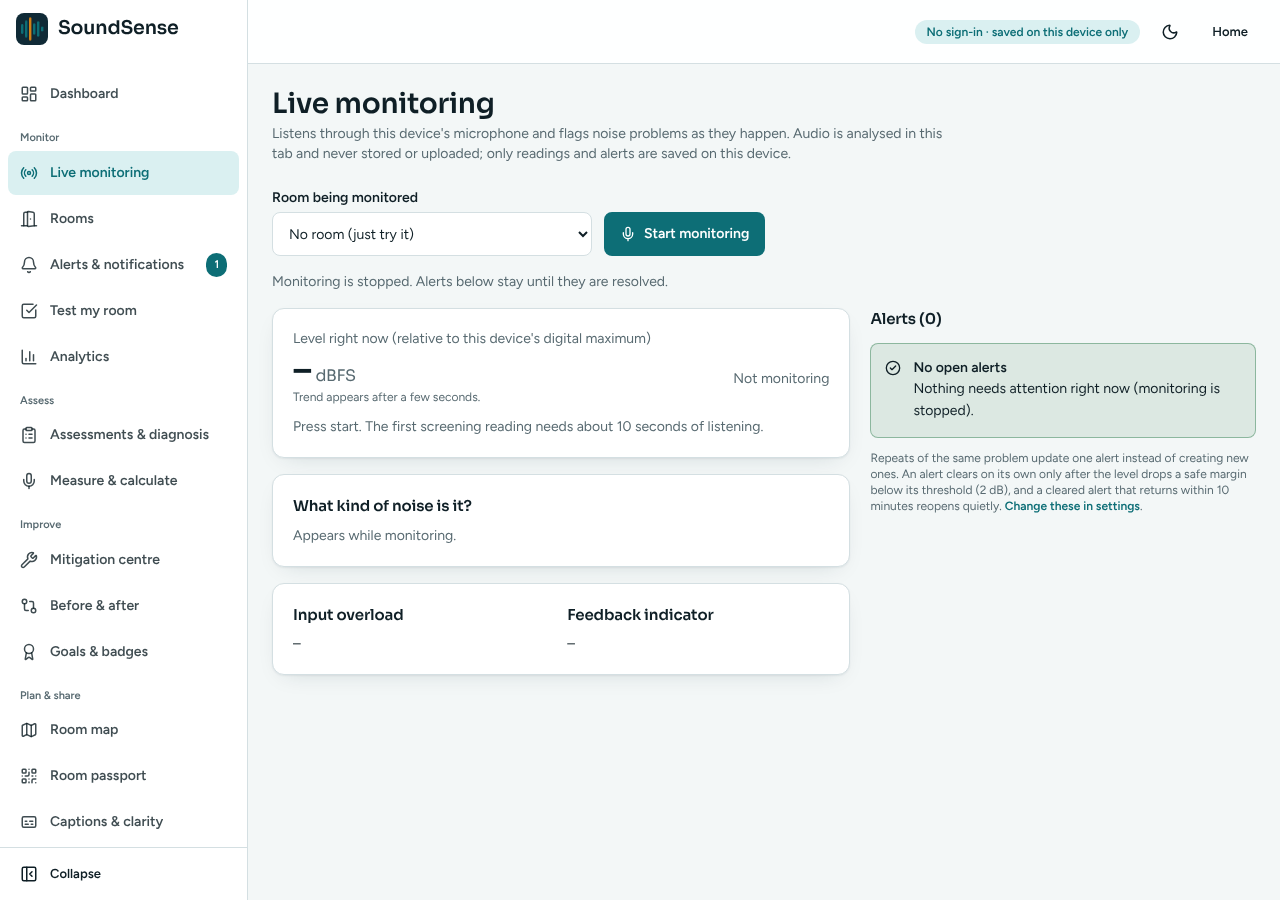 SoundSense
No sign-in · saved on this device only
Home
Dashboard
Monitor
Live monitoring
Rooms
Alerts & notifications
1
Test my room
Analytics
Assess
Assessments & diagnosis
Measure & calculate
Improve
Mitigation centre
Before & after
Goals & badges
Plan & share
Room map
Room passport
Captions & clarity
Collapse
Live monitoring
Listens through this device's microphone and flags noise problems as they happen. Audio is analysed in this
tab and never stored or uploaded; only readings and alerts are saved on this device.
Room being monitored
No room (just try it)
Start monitoring
Monitoring is stopped. Alerts below stay until they are resolved.
Level right now (relative to this device's digital maximum)
– dBFS
Not monitoring
Trend appears after a few seconds.
Press start. The first screening reading needs about 10 seconds of listening.
What kind of noise is it?
Appears while monitoring.
Input overload
–
Feedback indicator
–
Alerts (0)
No open alerts
Nothing needs attention right now (monitoring is
stopped).
Repeats of the same problem update one alert instead of creating new
ones. An alert clears on its own only after the level drops a safe margin
below its threshold (2 dB), and a cleared alert that returns within 10
minutes reopens quietly. Change these in settings.